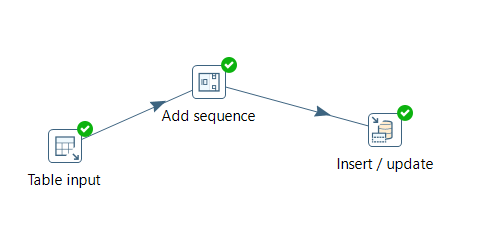 Add sequence
Insert / update
Table input